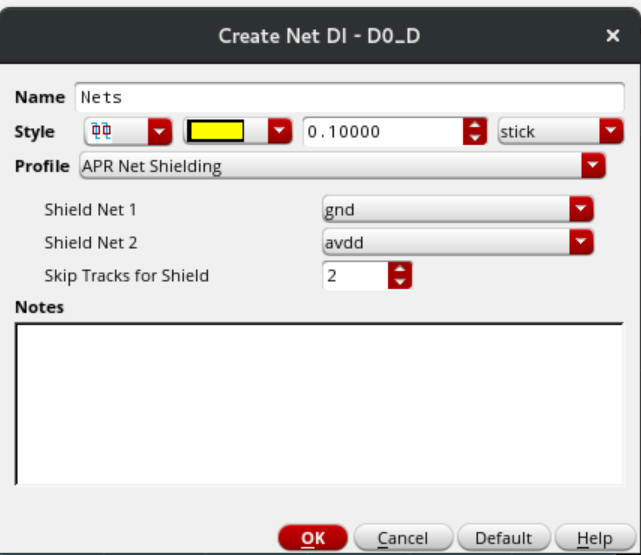 Create Net DI - D0_D
Name Nets
Style 0.10000 stick
Profile APR Net Shielding
Shield Net 1 gnd
Shield Net 2 avdd
Skip Tracks for Shield 2
Notes
OK Cancel Default Help